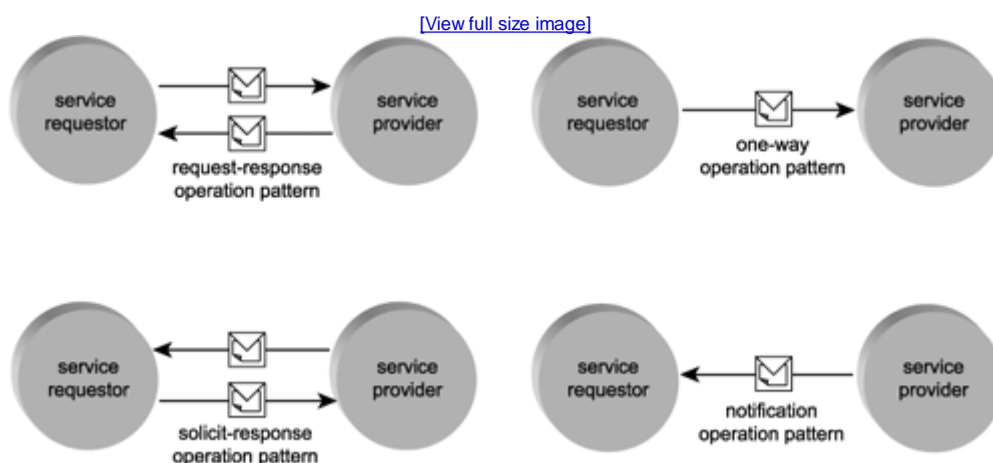 [View full size image]
service
requestor
service
provider
request-response
operation pattern
service
requestor
service
provider
one-way
operation pattern
service
requestor
service
provider
solicit-response
operation pattern
service
requestor
service
provider
notification
operation pattern